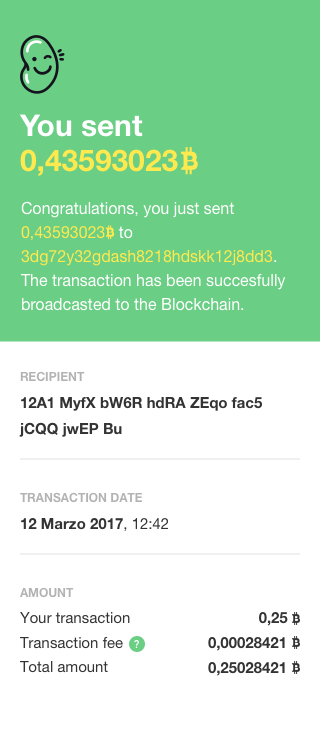 You sent
0,43593023₿
Congratulations, you just sent
0,43593023₿ to
3dg72y32gdash8218hdskk12j8dd3.
The transaction has been succesfully
broadcasted to the Blockchain.
RECIPIENT
12A1 MyfX bW6R hdRA ZEqo fac5
jCQQ jwEP Bu
TRANSACTION DATE
12 Marzo 2017, 12:42
AMOUNT
Your transaction 0,25 ₿
Transaction fee ? 0,00028421 ₿
Total amount 0,25028421 ₿